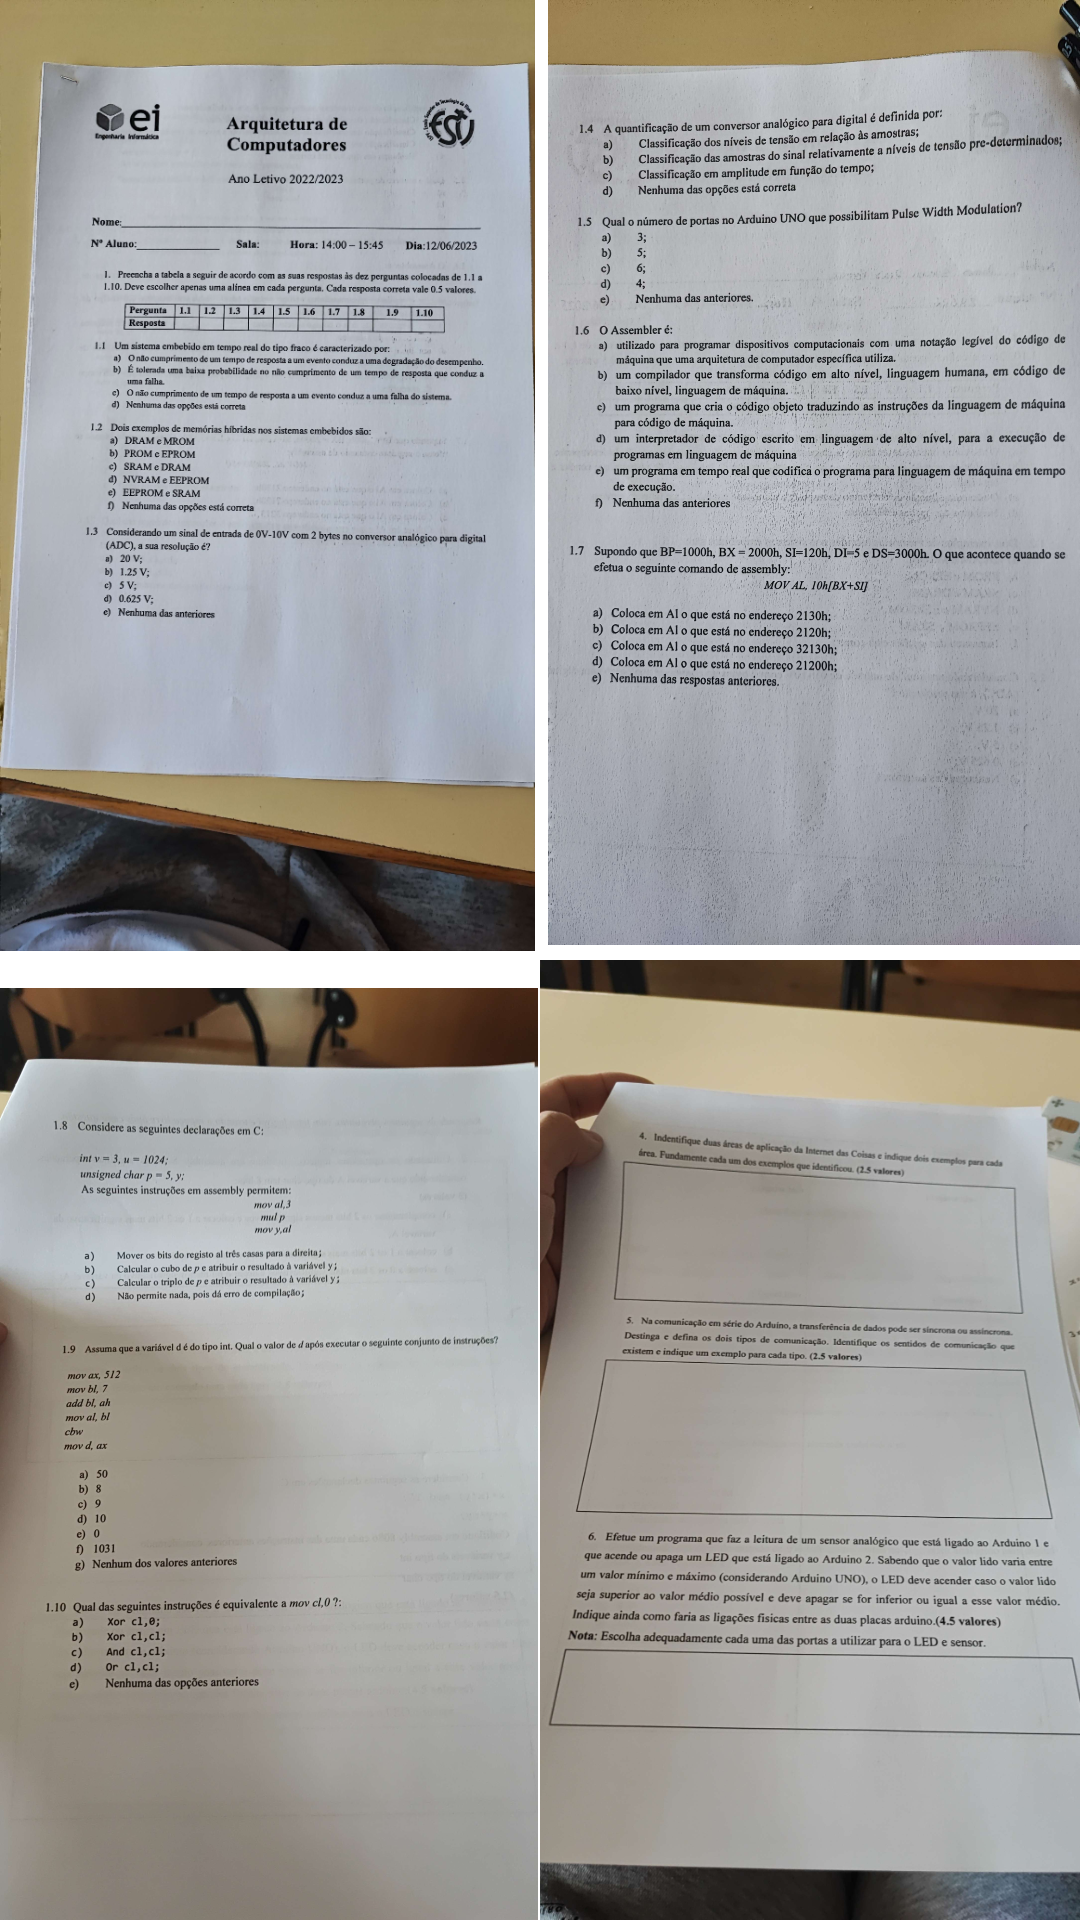 ei
Engenharia Informática
Arquitetura de
Computadores
ESTV
Ano Letivo 2022/2023
Nome:
Nº Aluno: Sala: Hora: 14:00 – 15:45 Dia:12/06/2023
1. Preencha a tabela a seguir de acordo com as suas respostas às dez perguntas colocadas de 1.1 a
1.10. Deve escolher apenas uma alínea em cada pergunta. Cada resposta correta vale 0.5 valores.
Pergunta 1.1 1.2 1.3 1.4 1.5 1.6 1.7 1.8 1.9 1.10
Resposta
1.1 Um sistema embebido em tempo real do tipo fraco é caracterizado por:
a) O não cumprimento de um tempo de resposta a um evento conduz a uma degradação do desempenho.
b) É tolerada uma baixa probabilidade no não cumprimento de um tempo de resposta que conduz a
uma falha.
c) O não cumprimento de um tempo de resposta a um evento conduz a uma falha do sistema.
d) Nenhuma das opções está correta
1.2 Dois exemplos de memórias híbridas nos sistemas embebidos são:
a) DRAM e MROM
b) PROM e EPROM
c) SRAM e DRAM
d) NVRAM e EEPROM
e) EEPROM e SRAM
f) Nenhuma das opções está correta
1.3 Considerando um sinal de entrada de 0V-10V com 2 bytes no conversor analógico para digital
(ADC), a sua resolução é?
a) 20 V;
b) 1.25 V;
c) 5 V;
d) 0.625 V;
e) Nenhuma das anteriores
1.4 A quantificação de um conversor analógico para digital é definida por:
a) Classificação dos níveis de tensão em relação às amostras;
b) Classificação das amostras do sinal relativamente a níveis de tensão pre-determinados;
c) Classificação em amplitude em função do tempo;
d) Nenhuma das opções está correta
1.5 Qual o número de portas no Arduino UNO que possibilitam Pulse Width Modulation?
a) 3;
b) 5;
c) 6;
d) 4;
e) Nenhuma das anteriores.
1.6 O Assembler é:
a) utilizado para programar dispositivos computacionais com uma notação legível do código de
máquina que uma arquitetura de computador específica utiliza.
b) um compilador que transforma código em alto nível, linguagem humana, em código de
baixo nível, linguagem de máquina.
c) um programa que cria o código objeto traduzindo as instruções da linguagem de máquina
para código de máquina.
d) um interpretador de código escrito em linguagem de alto nível, para a execução de
programas em linguagem de máquina
e) um programa em tempo real que codifica o programa para linguagem de máquina em tempo
de execução.
f) Nenhuma das anteriores
1.7 Supondo que BP=1000h, BX = 2000h, SI=120h, DI=5 e DS=3000h. O que acontece quando se
efetua o seguinte comando de assembly:
MOV AL, 10h[BX+SI]
a) Coloca em Al o que está no endereço 2130h;
b) Coloca em Al o que está no endereço 2120h;
c) Coloca em Al o que está no endereço 32130h;
d) Coloca em Al o que está no endereço 21200h;
e) Nenhuma das respostas anteriores.
1.8 Considere as seguintes declarações em C:
int v = 3, u = 1024;
unsigned char p = 5, y;
As seguintes instruções em assembly permitem:
mov al,3
mul p
mov y,al
a) Mover os bits do registo al três casas para a direita;
b) Calcular o cubo de p e atribuir o resultado à variável y;
c) Calcular o triplo de p e atribuir o resultado à variável y;
d) Não permite nada, pois dá erro de compilação;
1.9 Assuma que a variável d é do tipo int. Qual o valor de d após executar o seguinte conjunto de instruções?
mov ax, 512
mov bl, 7
add bl, ah
mov al, bl
cbw
mov d, ax
a) 50
b) 8
c) 9
d) 10
e) 0
f) 1031
g) Nenhum dos valores anteriores
1.10 Qual das seguintes instruções é equivalente a mov cl,0 ?:
a) Xor cl,0;
b) Xor cl,cl;
c) And cl,cl;
d) Or cl,cl;
e) Nenhuma das opções anteriores
4. Indentifique duas áreas de aplicação da Internet das Coisas e indique dois exemplos para cada
área. Fundamente cada um dos exemplos que identificou. (2.5 valores)
5. Na comunicação em série do Arduino, a transferência de dados pode ser síncrona ou assíncrona.
Destinga e defina os dois tipos de comunicação. Identifique os sentidos de comunicação que
existem e indique um exemplo para cada tipo. (2.5 valores)
6. Efetue um programa que faz a leitura de um sensor analógico que está ligado ao Arduino 1 e
que acende ou apaga um LED que está ligado ao Arduino 2. Sabendo que o valor lido varia entre
um valor mínimo e máximo (considerando Arduino UNO), o LED deve acender caso o valor lido
seja superior ao valor médio possível e deve apagar se for inferior ou igual a esse valor médio.
Indique ainda como faria as ligações físicas entre as duas placas arduino.(4.5 valores)
Nota: Escolha adequadamente cada uma das portas a utilizar para o LED e sensor.